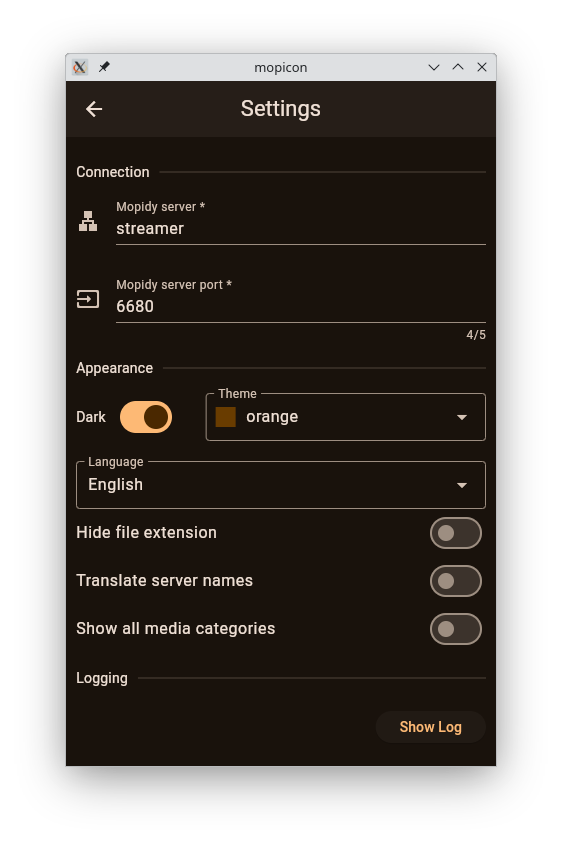 mopicon
Settings
Connection
Mopidy server *
streamer
Mopidy server port *
6680
4/5
Appearance
Dark
Theme
orange
Language
English
Hide file extension
Translate server names
Show all media categories
Logging
Show Log